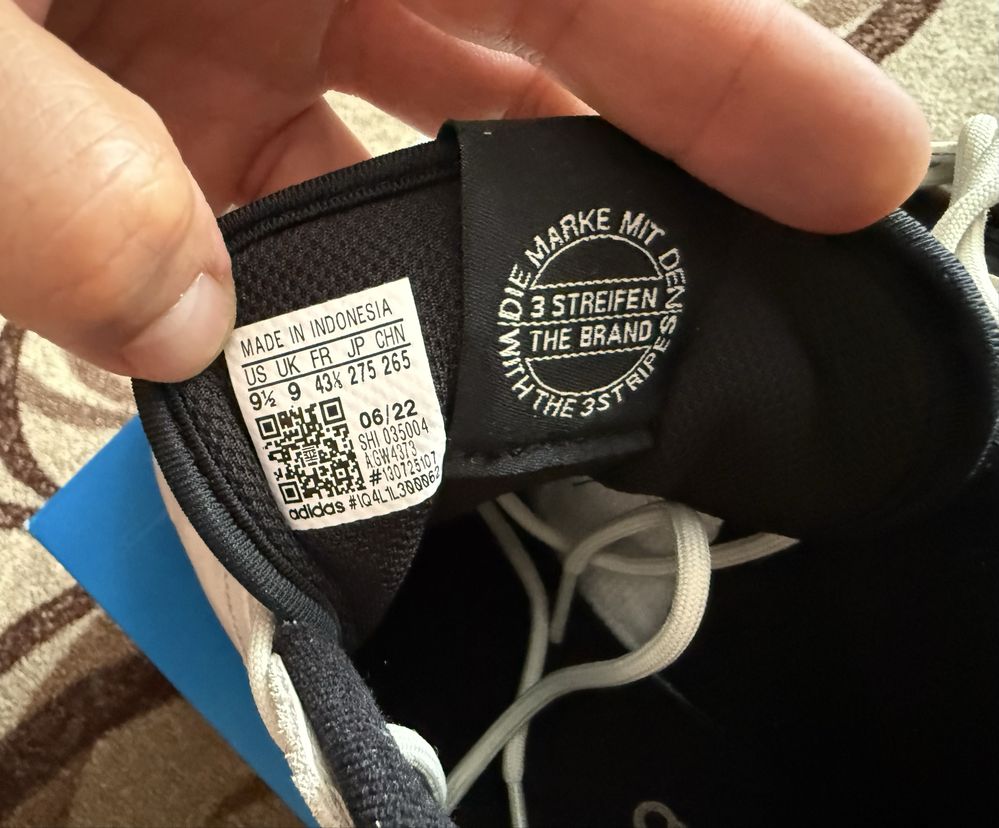 MADE IN INDONESIA
US UK FR JP CHN
9½ 9 43⅓ 275 265
06/22
SHI 035004
AGW4373
#130725107
adidas #IQ4L1L300062
DIE MARKE MIT DEN
3 STREIFEN
THE BRAND
WITH THE 3 STRIPES